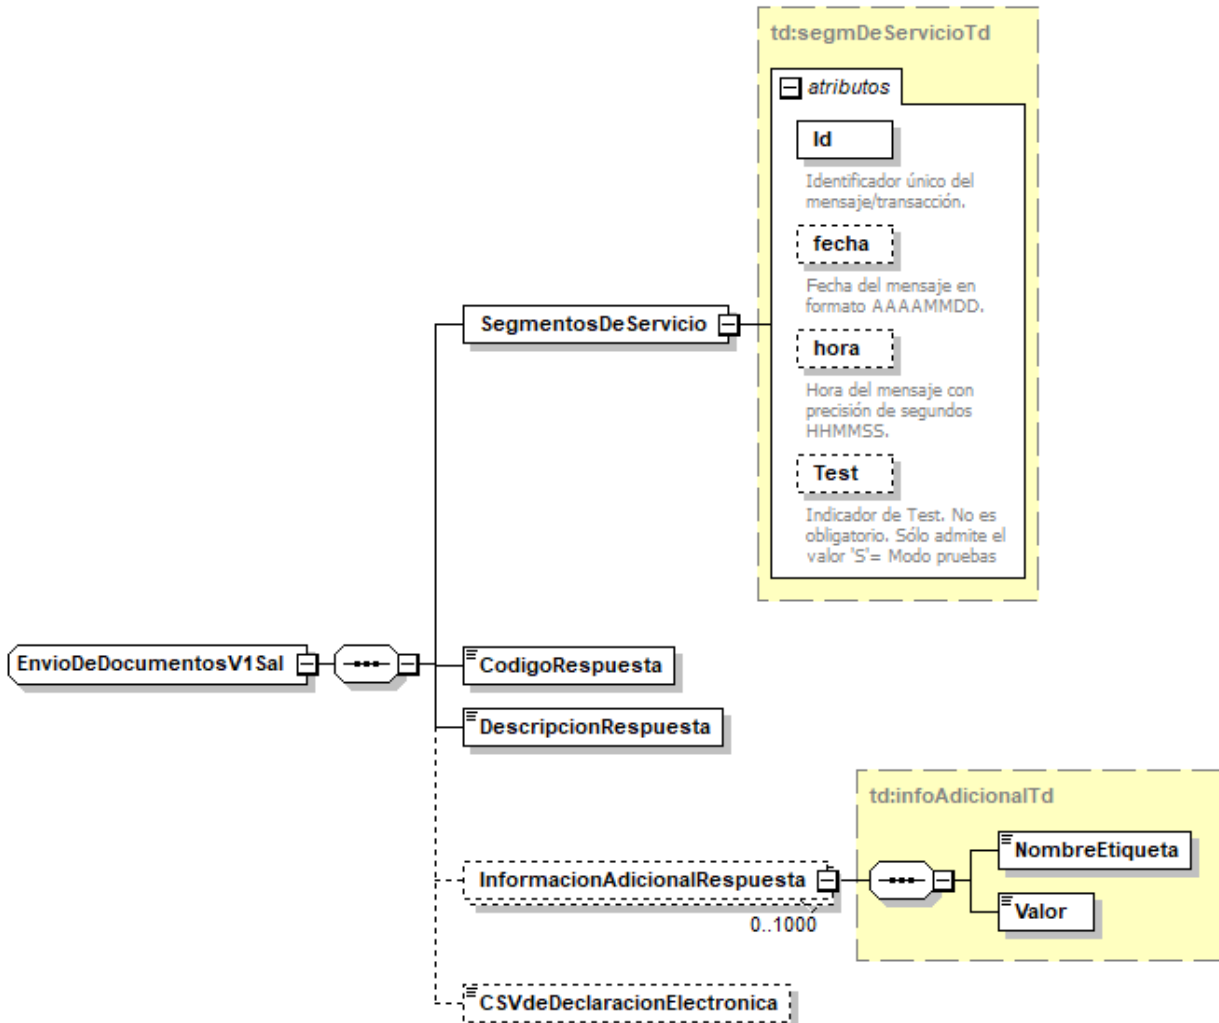 td:segmDeServicioTd
atributos
Id
Identificador único del
mensaje/transacción.
fecha
Fecha del mensaje en
formato AAAAMMDD.
SegmentosDeServicio
hora
Hora del mensaje con
precisión de segundos
HHMMSS.
Test
Indicador de Test. No es
obligatorio. Sólo admite el
valor 'S'= Modo pruebas
EnvioDeDocumentosV1Sal
CodigoRespuesta
DescripcionRespuesta
td:infoAdicionalTd
InformacionAdicionalRespuesta
0..1000
NombreEtiqueta
Valor
CSVdeDeclaracionElectronica